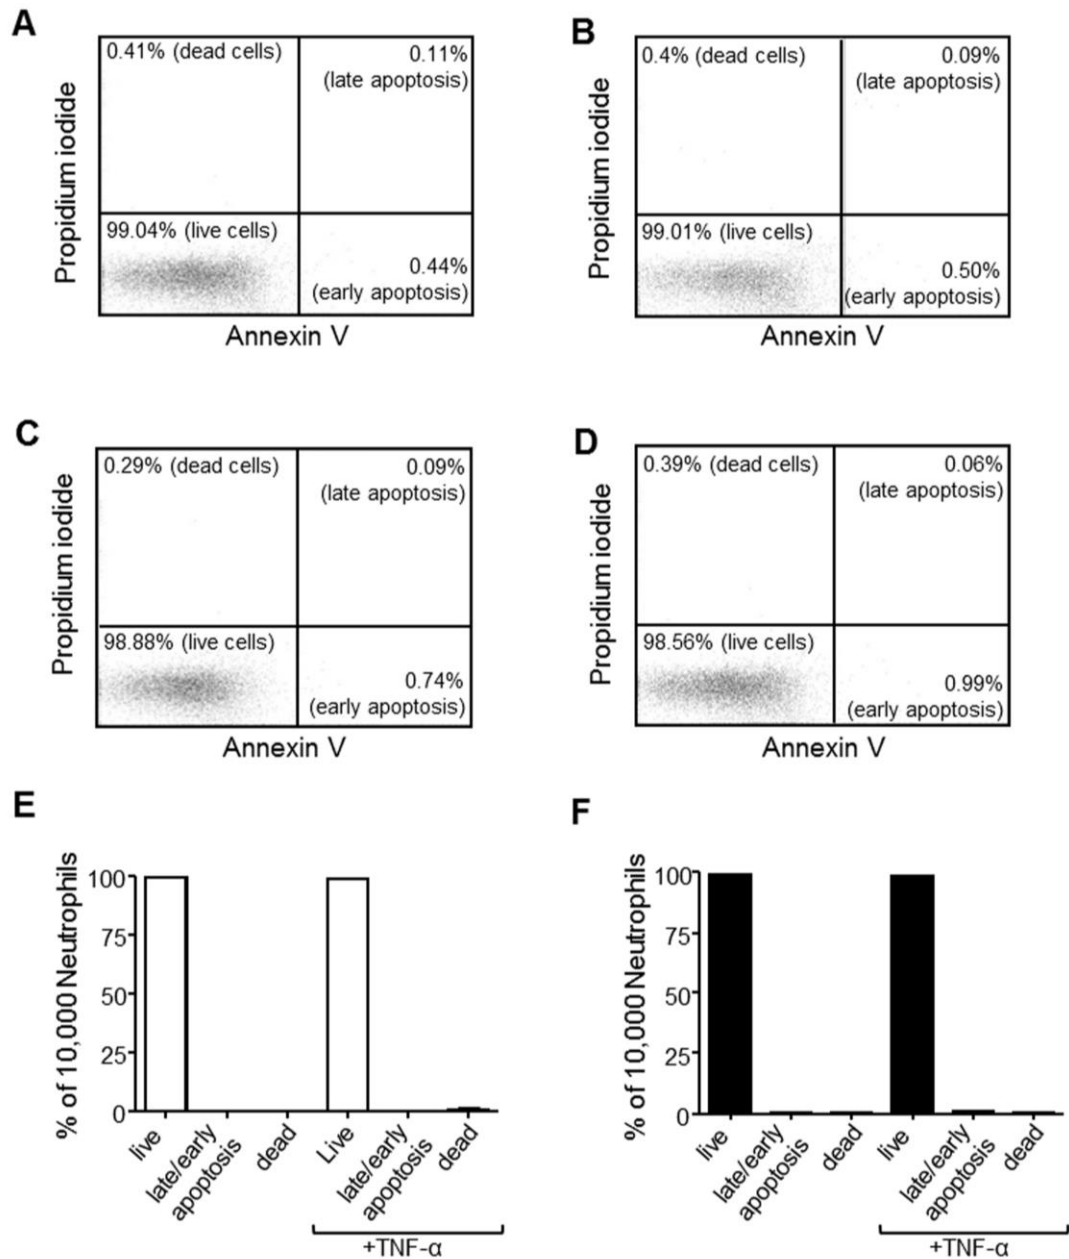 A
0.41% (dead cells)
0.11%
(late apoptosis)
99.04% (live cells)
0.44%
(early apoptosis)
Propidium iodide
Annexin V
B
0.4% (dead cells)
0.09%
(late apoptosis)
99.01% (live cells)
0.50%
(early apoptosis)
Propidium iodide
Annexin V
C
0.29% (dead cells)
0.09%
(late apoptosis)
98.88% (live cells)
0.74%
(early apoptosis)
Propidium iodide
Annexin V
D
0.39% (dead cells)
0.06%
(late apoptosis)
98.56% (live cells)
0.99%
(early apoptosis)
Propidium iodide
Annexin V
E
% of 10,000 Neutrophils
100
75
50
25
0
live
late/early
apoptosis
dead
Live
late/early
apoptosis
dead
+TNF-α
F
% of 10,000 Neutrophils
100
75
50
25
0
live
late/early
apoptosis
dead
live
late/early
apoptosis
dead
+TNF-α